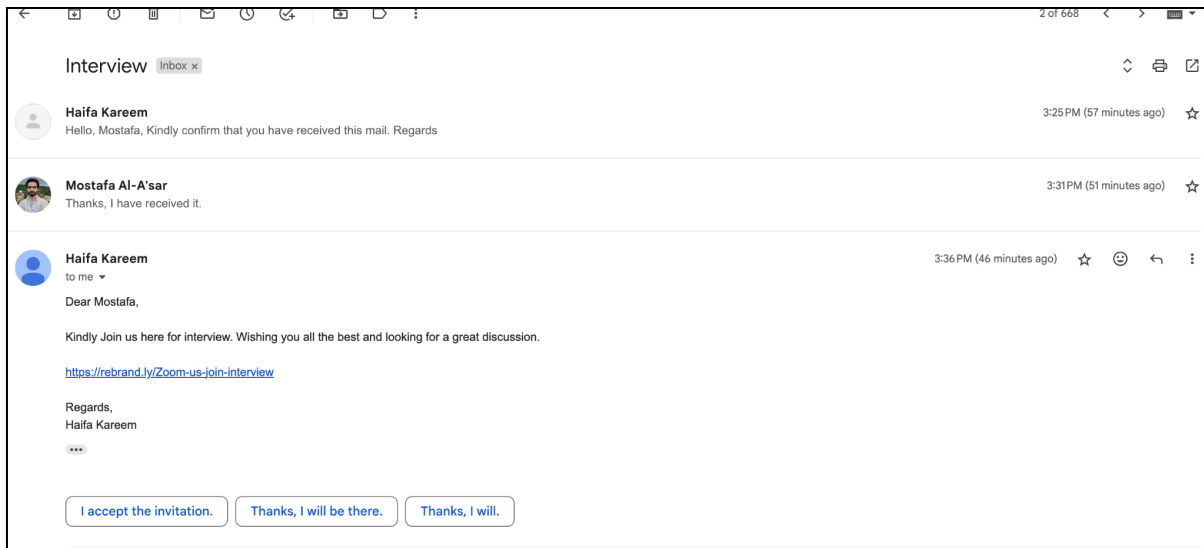 2 of 668
Interview Inbox x
Haifa Kareem 3:25 PM (57 minutes ago)
Hello, Mostafa, Kindly confirm that you have received this mail. Regards
Mostafa Al-A'sar 3:31 PM (51 minutes ago)
Thanks, I have received it.
Haifa Kareem 3:36 PM (46 minutes ago)
to me
Dear Mostafa,
Kindly Join us here for interview. Wishing you all the best and looking for a great discussion.
https://rebrand.ly/Zoom-us-join-interview
Regards,
Haifa Kareem
I accept the invitation. Thanks, I will be there. Thanks, I will.